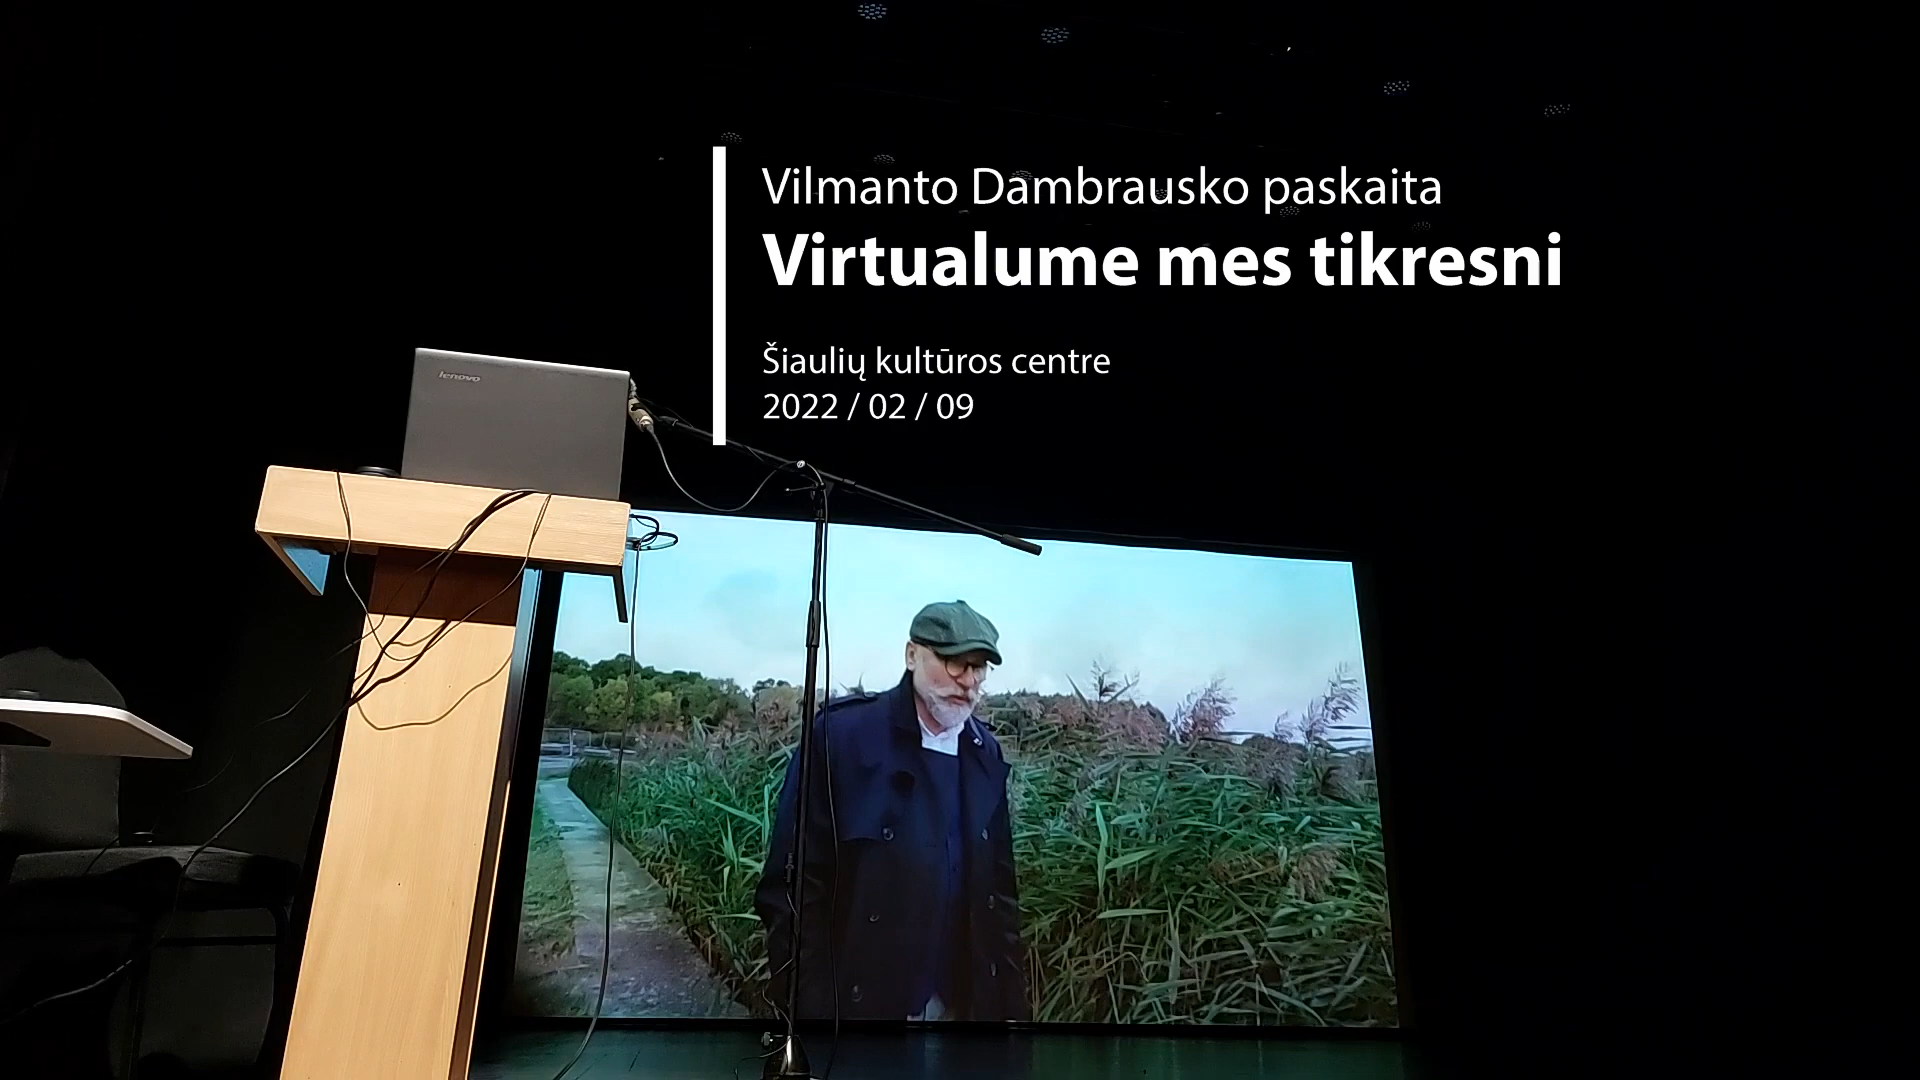 Vilmanto Dambrausko paskaita
Virtualume mes tikresni
Šiaulių kultūros centre
2022 / 02 / 09
lenovo